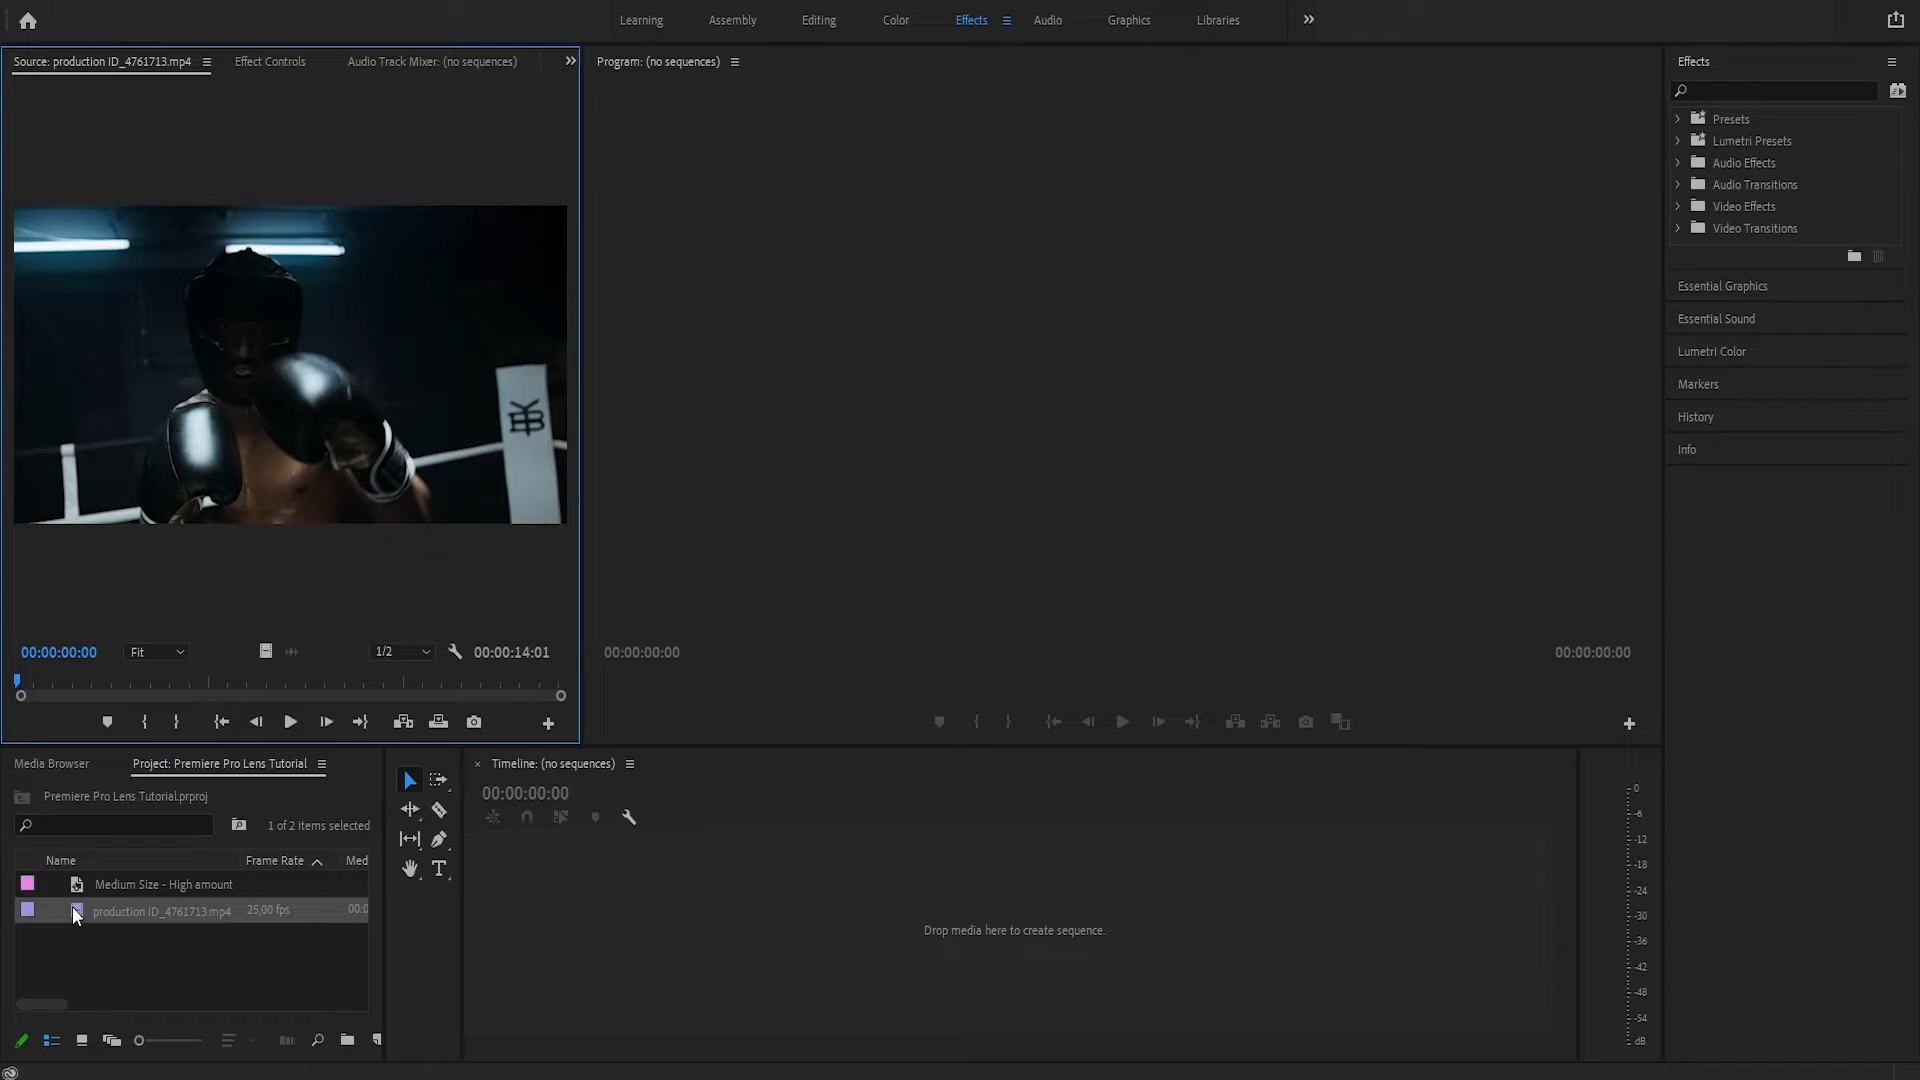 Learning
Assembly
Editing
Color
Effects
Audio
Graphics
Libraries
Source: production ID_4761713.mp4
Effect Controls
Audio Track Mixer: (no sequences)
Program: (no sequences)
Effects
Presets
Lumetri Presets
Audio Effects
Audio Transitions
Video Effects
Video Transitions
Essential Graphics
Essential Sound
Lumetri Color
Markers
History
Info
00:00:00:00
Fit
1/2
00:00:14:01
00:00:00:00
00:00:00:00
Media Browser
Project: Premiere Pro Lens Tutorial
Premiere Pro Lens Tutorial.prproj
1 of 2 items selected
Name
Frame Rate
Med
Medium Size - High amount
production ID_4761713.mp4
25,00 fps
00:0
Timeline: (no sequences)
00:00:00:00
Drop media here to create sequence.
0
-6
-12
-18
-24
-30
-36
-42
-48
-54
dB